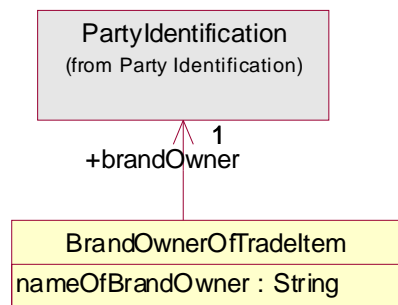 PartyIdentification
(from Party Identification)
1
+brandOwner
BrandOwnerOfTradeItem
nameOfBrandOwner : String